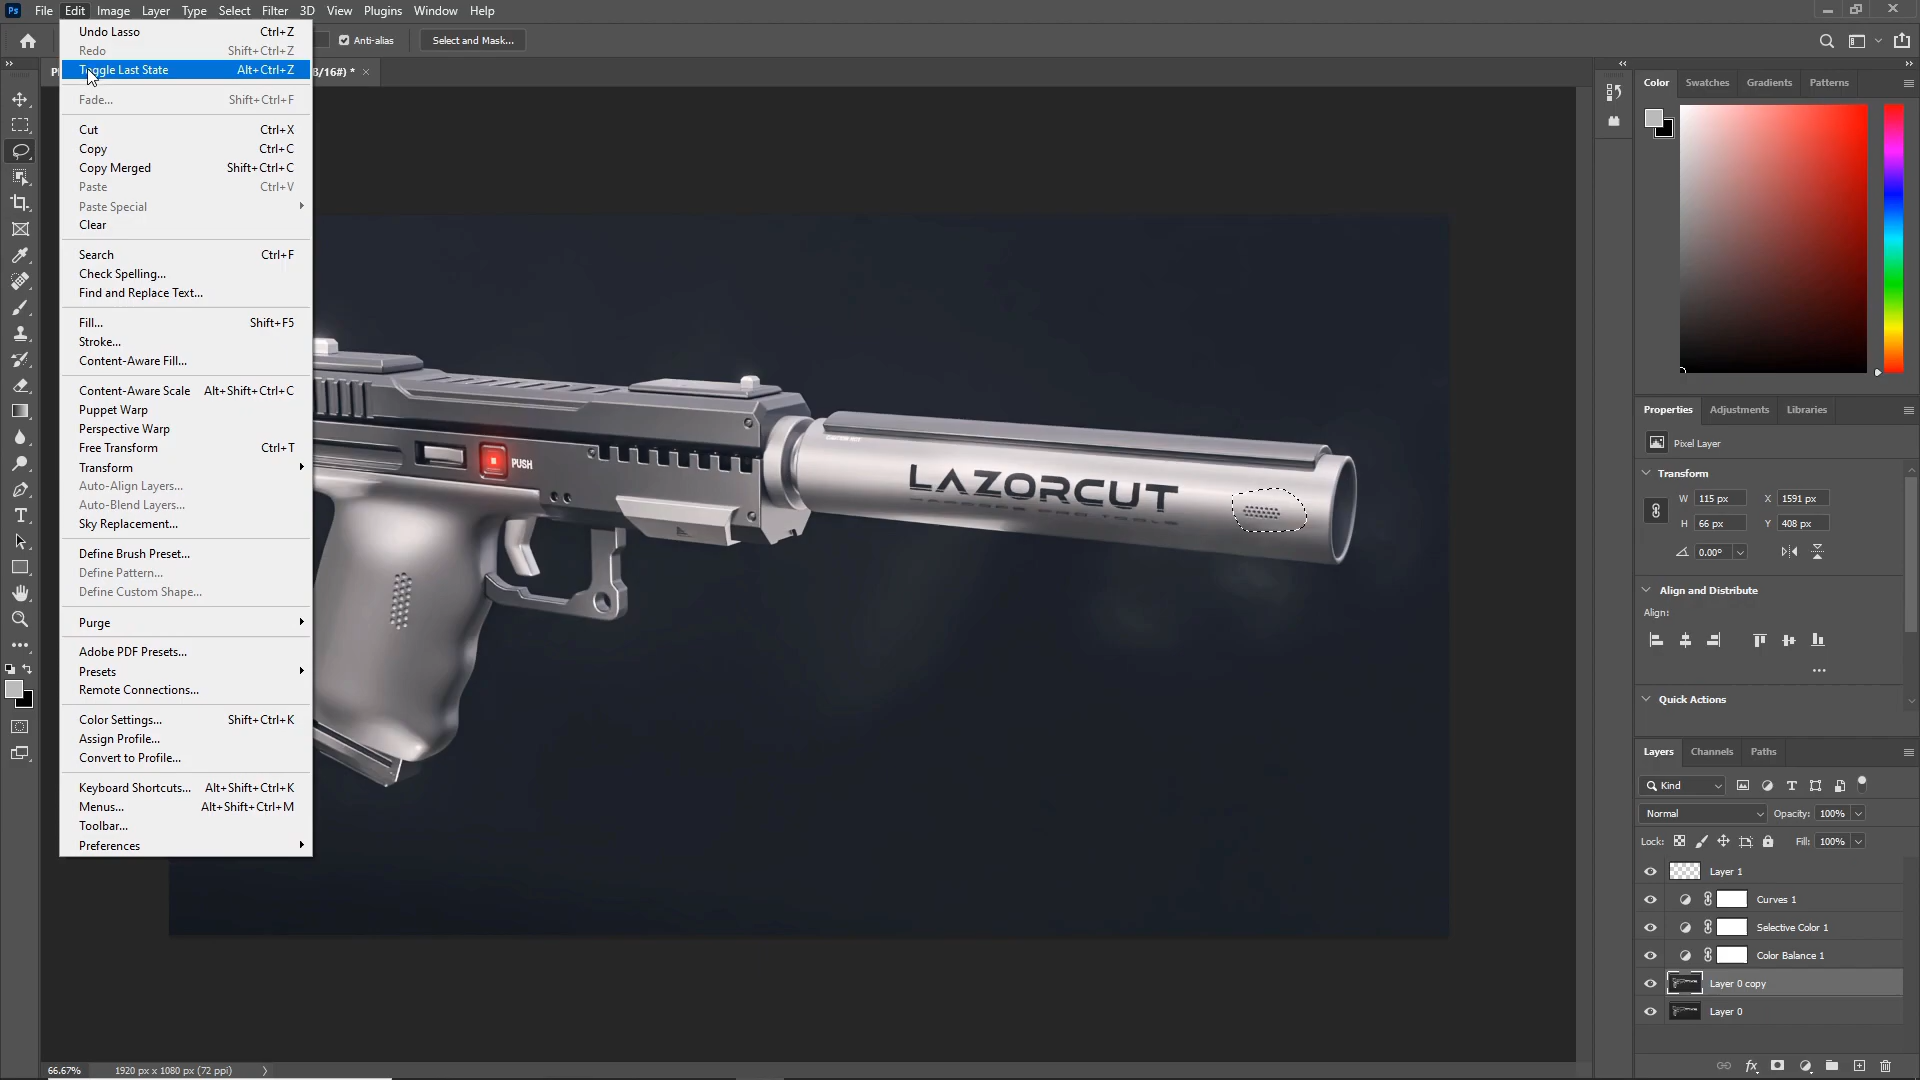 Ps File Edit Image Layer Type Select Filter 3D View Plugins Window Help
Anti-alias Select and Mask...
/16#) * ×
Undo Lasso Ctrl+Z
Redo Shift+Ctrl+Z
Toggle Last State Alt+Ctrl+Z
Fade... Shift+Ctrl+F
Cut Ctrl+X
Copy Ctrl+C
Copy Merged Shift+Ctrl+C
Paste Ctrl+V
Paste Special
Clear
Search Ctrl+F
Check Spelling...
Find and Replace Text...
Fill... Shift+F5
Stroke...
Content-Aware Fill...
Content-Aware Scale Alt+Shift+Ctrl+C
Puppet Warp
Perspective Warp
Free Transform Ctrl+T
Transform
Auto-Align Layers...
Auto-Blend Layers...
Sky Replacement...
Define Brush Preset...
Define Pattern...
Define Custom Shape...
Purge
Adobe PDF Presets...
Presets
Remote Connections...
Color Settings... Shift+Ctrl+K
Assign Profile...
Convert to Profile...
Keyboard Shortcuts... Alt+Shift+Ctrl+K
Menus... Alt+Shift+Ctrl+M
Toolbar...
Preferences
PUSH
LAZORCUT
66.67% 1920 px x 1080 px (72 ppi)
Color Swatches Gradients Patterns
Properties Adjustments Libraries
Pixel Layer
Transform
W 115 px X 1591 px
H 66 px Y 408 px
0.00°
Align and Distribute
Align:
Quick Actions
Layers Channels Paths
Kind
Normal Opacity: 100%
Lock: Fill: 100%
Layer 1
Curves 1
Selective Color 1
Color Balance 1
Layer 0 copy
Layer 0